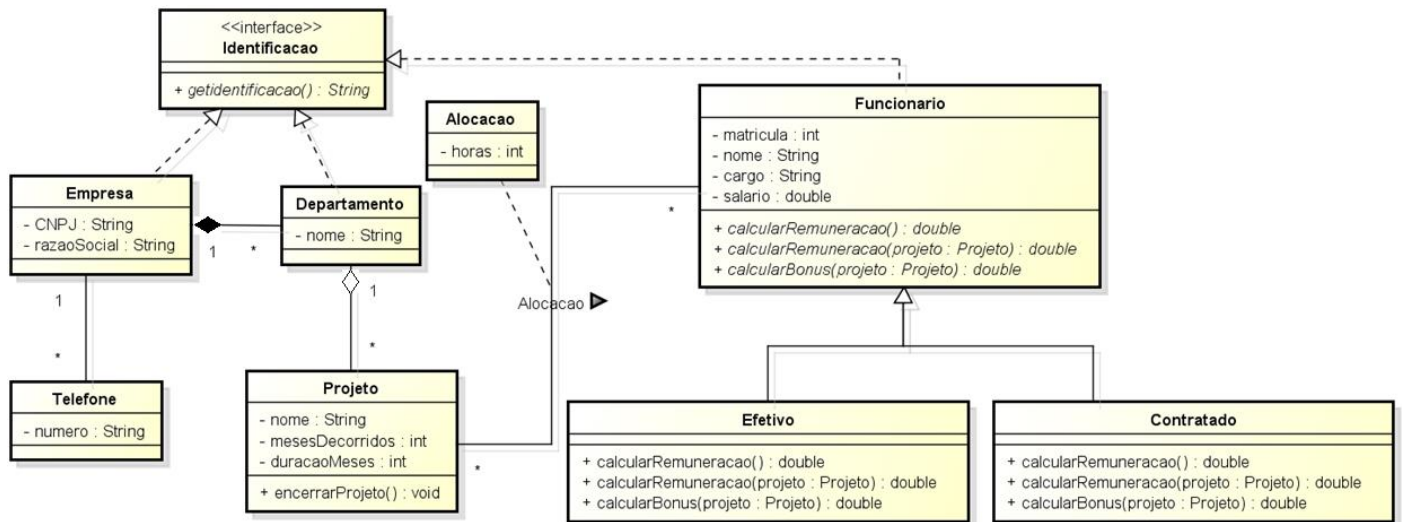 <<interface>>
Identificacao
+ getidentificacao() : String
Alocacao
- horas : int
Funcionario
- matricula : int
- nome : String
- cargo : String
- salario : double
+ calcularRemuneracao() : double
+ calcularRemuneracao(projeto : Projeto) : double
+ calcularBonus(projeto : Projeto) : double
Empresa
- CNPJ : String
- razaoSocial : String
1
*
Departamento
- nome : String
1
*
1
*
Alocacao
*
*
Telefone
- numero : String
Projeto
- nome : String
- mesesDecorridos : int
- duracaoMeses : int
+ encerrarProjeto() : void
Efetivo
+ calcularRemuneracao() : double
+ calcularRemuneracao(projeto : Projeto) : double
+ calcularBonus(projeto : Projeto) : double
Contratado
+ calcularRemuneracao() : double
+ calcularRemuneracao(projeto : Projeto) : double
+ calcularBonus(projeto : Projeto) : double